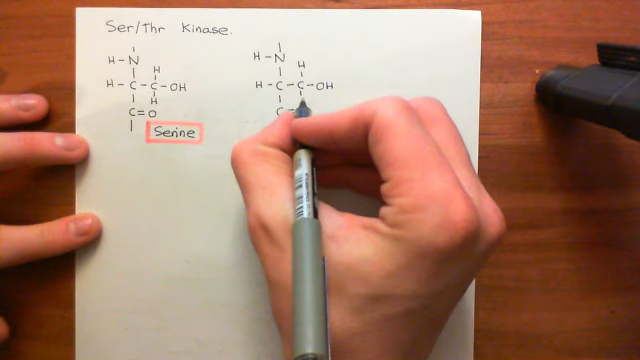 Ser/Thr Kinase.
H-N
H
H-C-C-OH
H
C=O
Serine
H-N
H
H-C-C-OH
C=